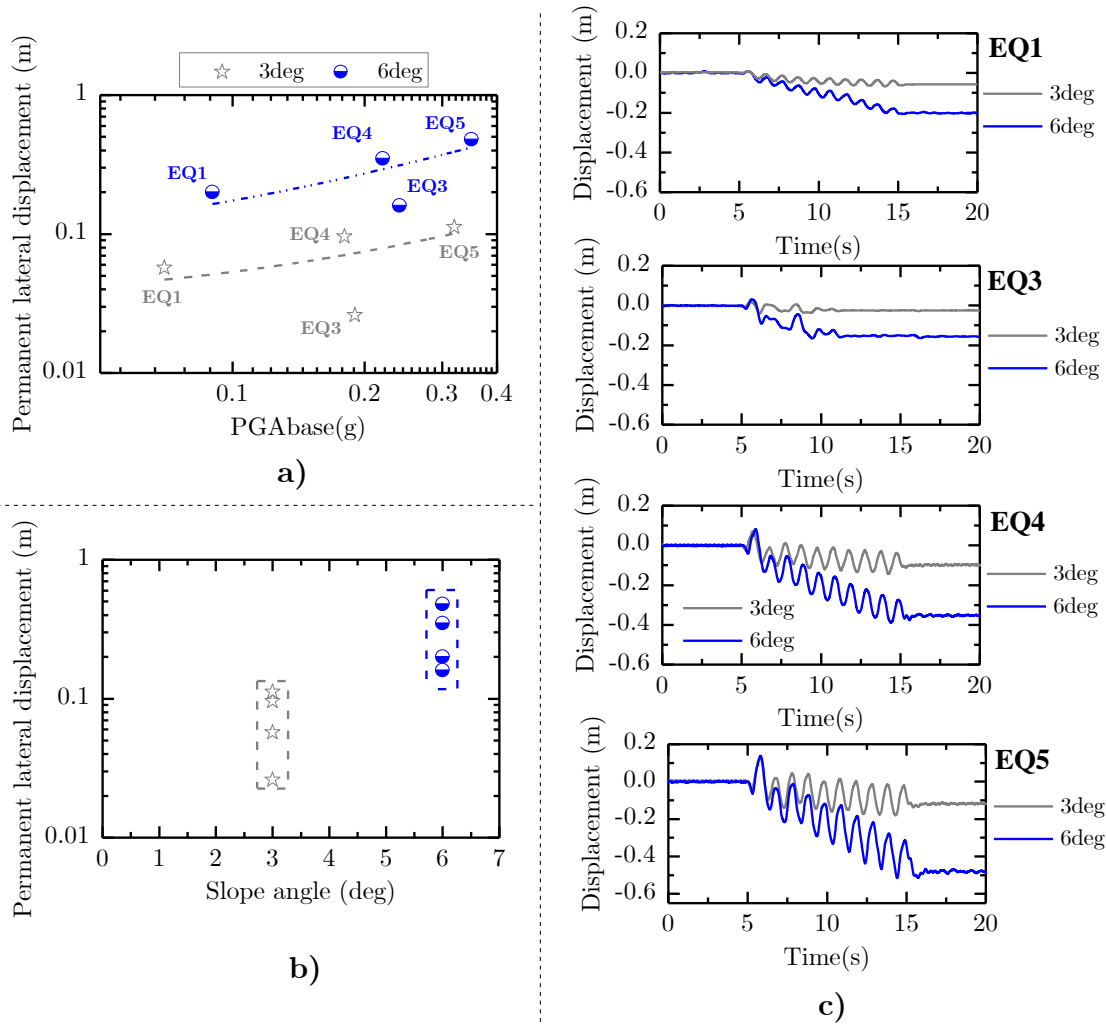 3deg 6deg
Permanent lateral displacement (m)
1
0.1
0.01
EQ1
EQ4
EQ5
EQ3
EQ1
EQ4
EQ5
EQ3
0.1 0.2 0.3 0.4
PGAbase(g)
a)
Permanent lateral displacement (m)
1
0.1
0.01
0 1 2 3 4 5 6 7
Slope angle (deg)
b)
EQ1
Displacement (m)
0.2
0.0
-0.2
-0.4
-0.6
3deg
6deg
0 5 10 15 20
Time(s)
EQ3
Displacement (m)
0.2
0.0
-0.2
-0.4
-0.6
3deg
6deg
0 5 10 15 20
Time(s)
EQ4
Displacement (m)
0.2
0.0
-0.2
-0.4
-0.6
3deg
6deg
3deg
6deg
0 5 10 15 20
Time(s)
EQ5
Displacement (m)
0.2
0.0
-0.2
-0.4
-0.6
3deg
6deg
0 5 10 15 20
Time(s)
c)